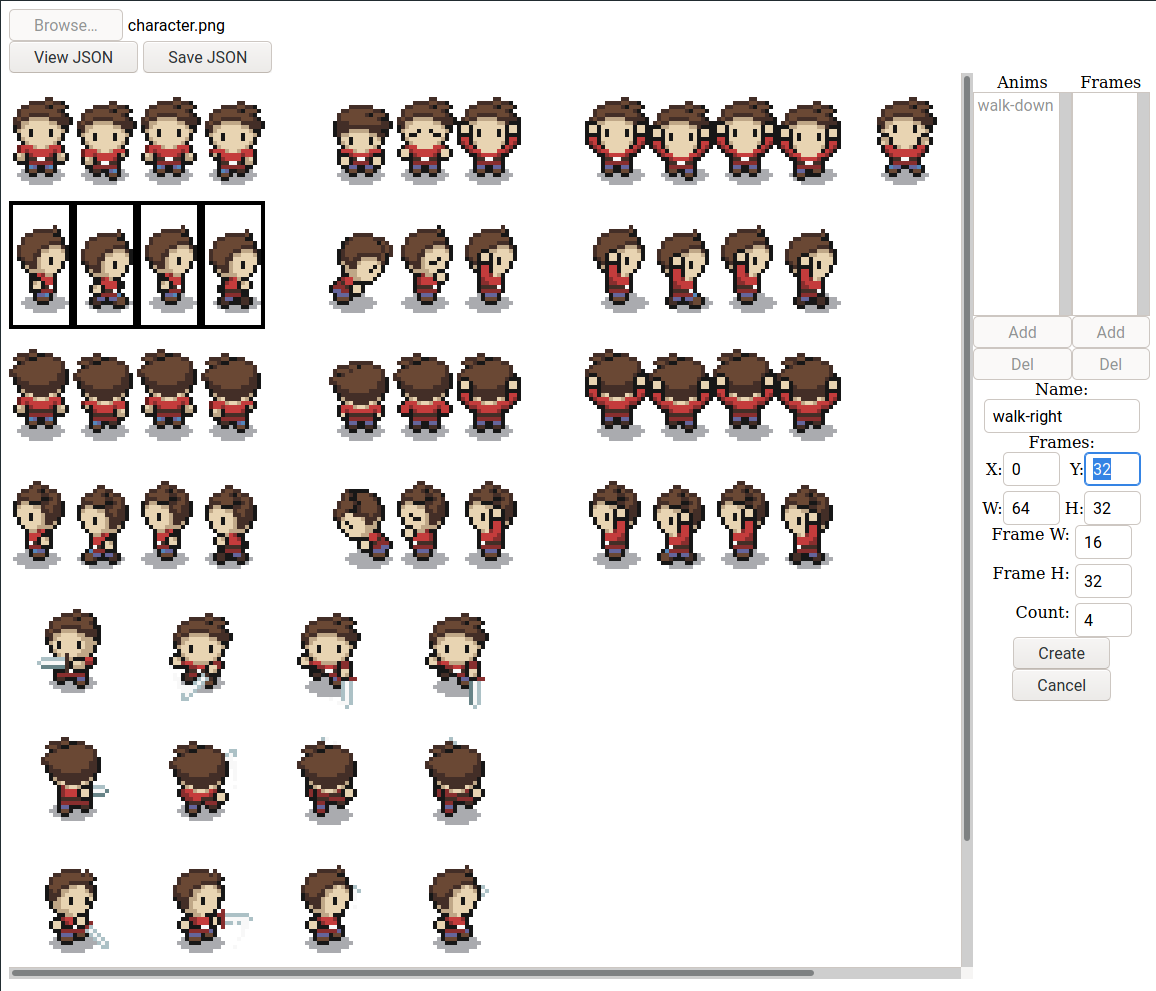 Browse... character.png
View JSON Save JSON
Anims Frames
walk-down
Add Add
Del Del
Name:
walk-right
Frames:
X: 0 Y: 32
W: 64 H: 32
Frame W: 16
Frame H: 32
Count: 4
Create
Cancel